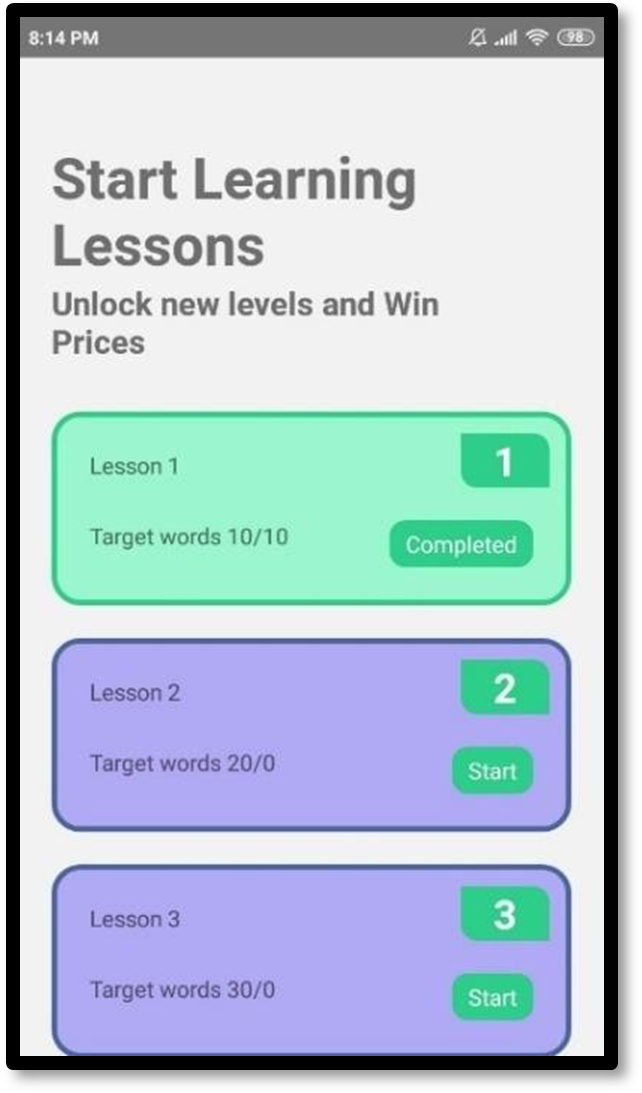 8:14 PM 98
Start Learning
Lessons
Unlock new levels and Win
Prices
Lesson 1 1
Target words 10/10 Completed
Lesson 2 2
Target words 20/0 Start
Lesson 3 3
Target words 30/0 Start